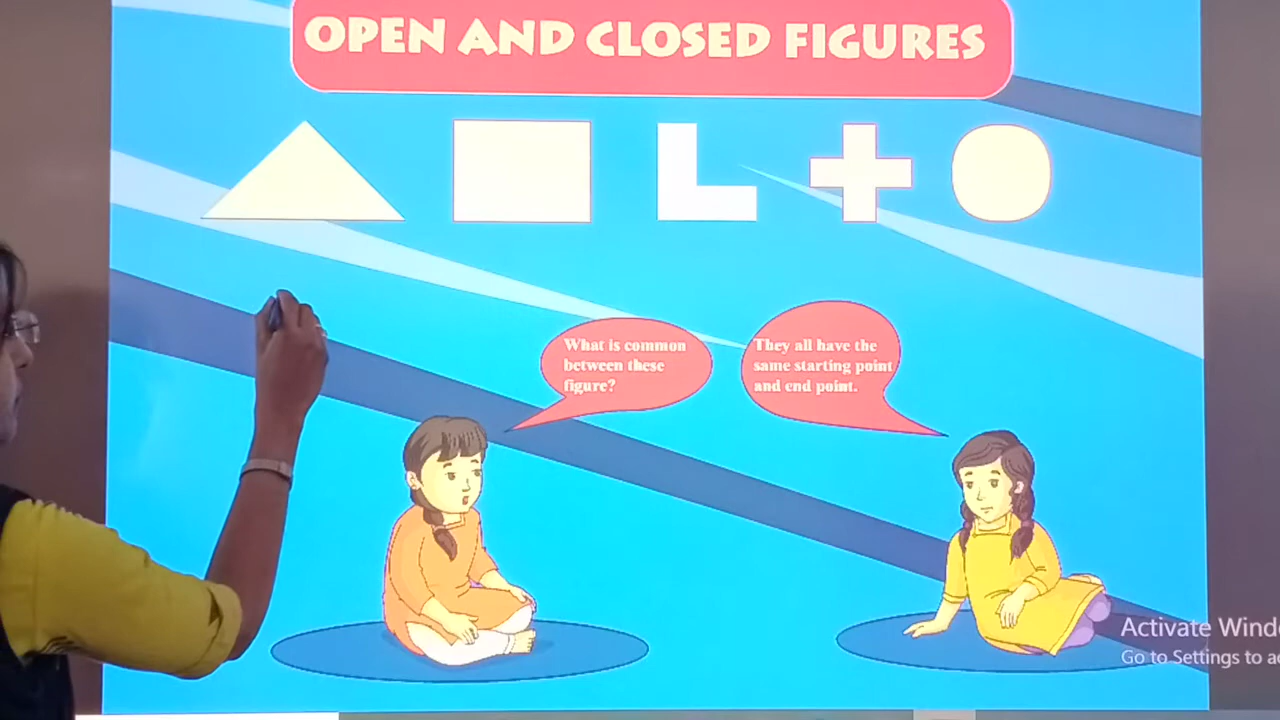 OPEN AND CLOSED FIGURES
What is common
between these
figure?
They all have the
same starting point
and end point.
Activate Wind
Go to Settings to a